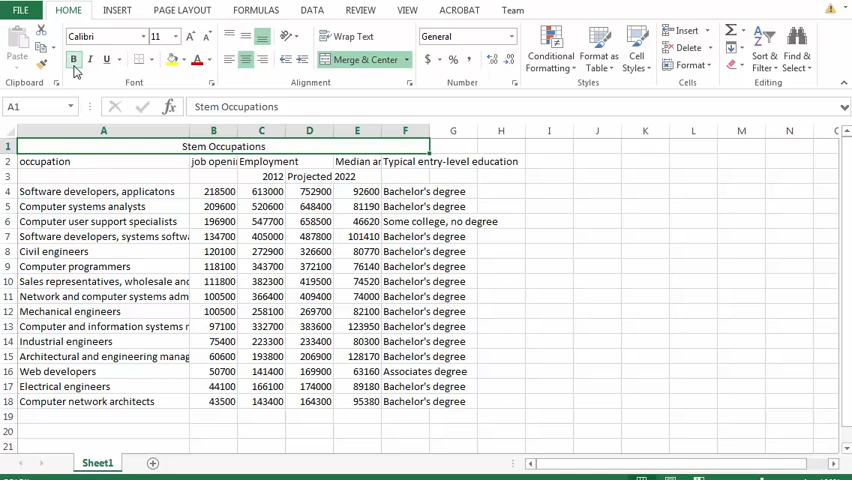 FILE HOME INSERT PAGE LAYOUT FORMULAS DATA REVIEW VIEW ACROBAT Team
Calibri 11 A A Wrap Text General Insert Σ
Paste B I U A Merge & Center $ % , Conditional Formatting Format as Table Cell Styles Delete Sort & Filter Find & Select
Format
Clipboard Font Alignment Number Styles Cells Editing
A1 fx Stem Occupations
A B C D E F G H I J K L M N
1 Stem Occupations
2 occupation job openi Employment Median an Typical entry-level education
3 2012 Projected 2022
4 Software developers, applicatons 218500 613000 752900 92600 Bachelor's degree
5 Computer systems analysts 209600 520600 648400 81190 Bachelor's degree
6 Computer user support specialists 196900 547700 658500 46620 Some college, no degree
7 Software developers, systems softwa 134700 405000 487800 101410 Bachelor's degree
8 Civil engineers 120100 272900 326600 80770 Bachelor's degree
9 Computer programmers 118100 343700 372100 76140 Bachelor's degree
10 Sales representatives, wholesale and 111800 382300 419500 74520 Bachelor's degree
11 Network and computer systems adm 100500 366400 409400 74000 Bachelor's degree
12 Mechanical engineers 100500 258100 269700 82100 Bachelor's degree
13 Computer and information systems r 97100 332700 383600 123950 Bachelor's degree
14 Industrial engineers 75400 223300 233400 80300 Bachelor's degree
15 Architectural and engineering manag 60600 193800 206900 128170 Bachelor's degree
16 Web developers 50700 141400 169900 63160 Associates degree
17 Electrical engineers 44100 166100 174000 89180 Bachelor's degree
18 Computer network architects 43500 143400 164300 95380 Bachelor's degree
19
20
21
Sheet1